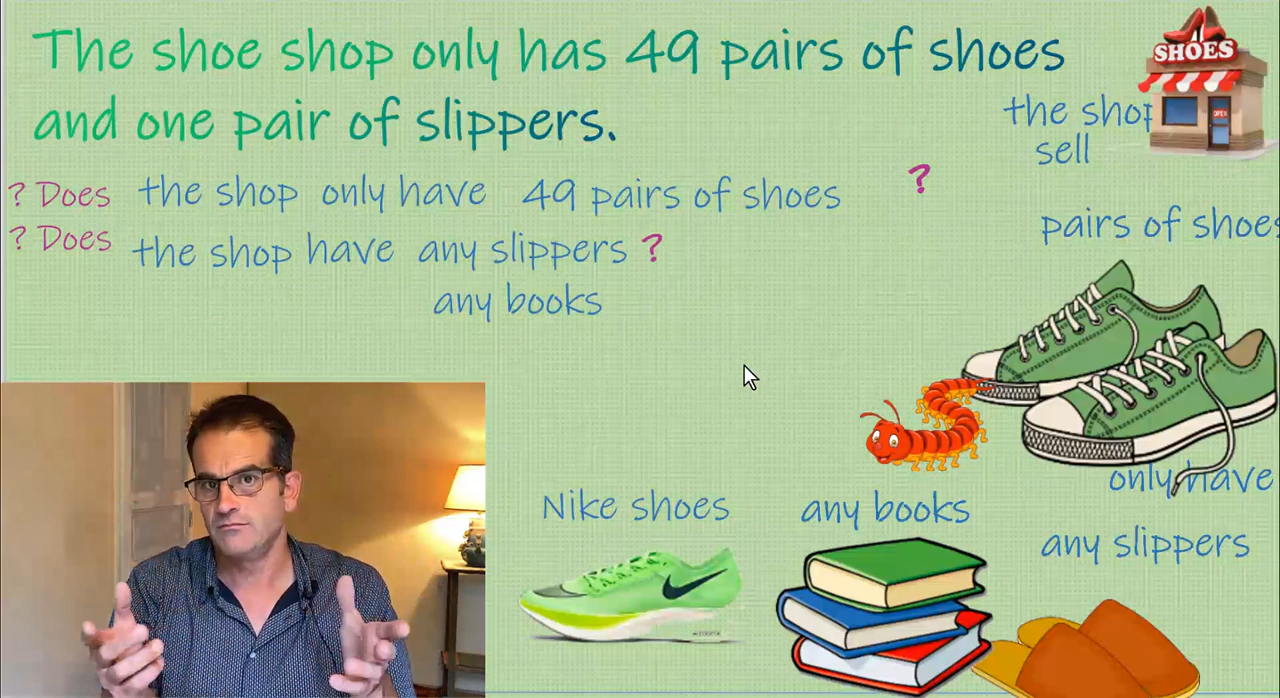 The shoe shop only has 49 pairs of shoes
and one pair of slippers.
SHOES
OPEN
the shop
sell
? Does the shop only have 49 pairs of shoes ?
? Does the shop have any slippers ?
any books
pairs of shoes
only have
Nike shoes
any books
any slippers